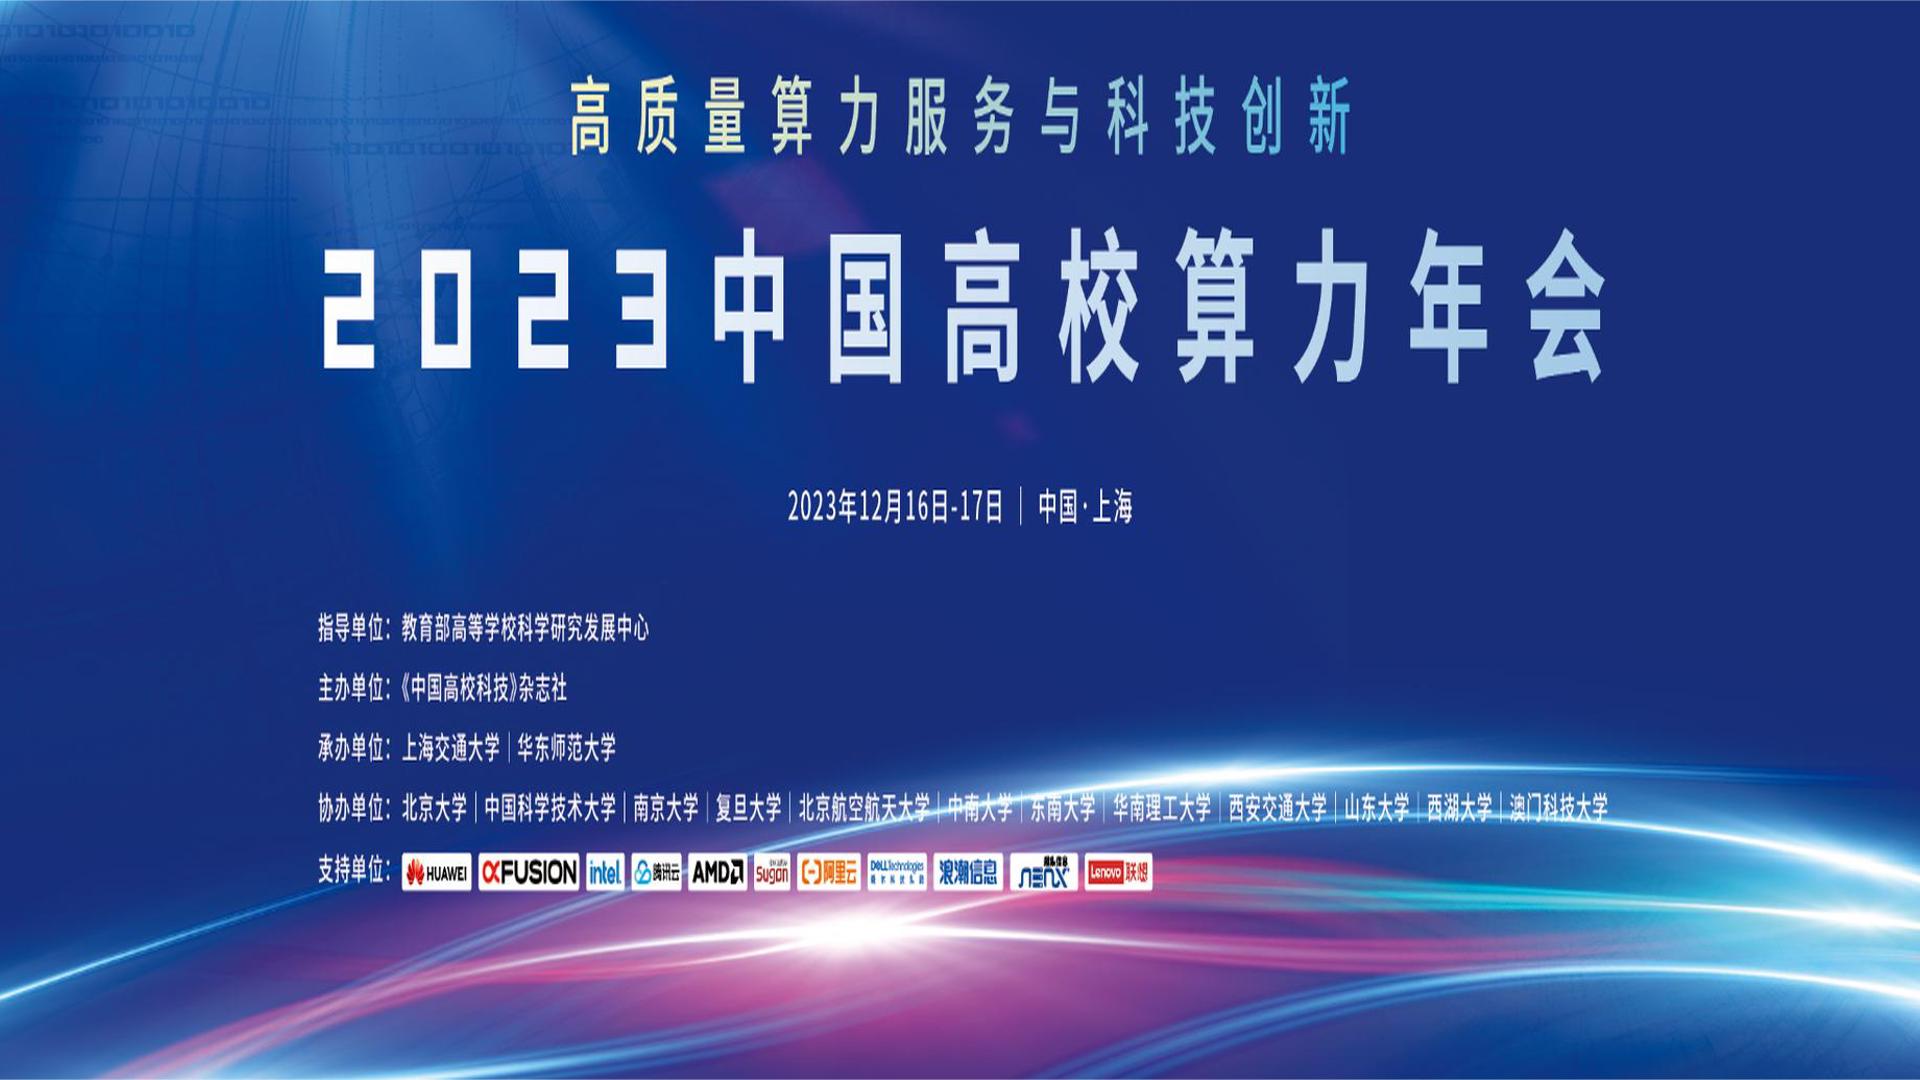 高质量算力服务与科技创新
2023中国高校算力年会
2023年12月16日-17日｜中国·上海
指导单位：教育部高等学校科学研究发展中心
主办单位：《中国高校科技》杂志社
承办单位：上海交通大学｜华东师范大学
协办单位：北京大学｜中国科学技术大学｜南京大学｜复旦大学｜北京航空航天大学｜中南大学｜东南大学｜华南理工大学｜西安交通大学｜山东大学｜西湖大学｜澳门科技大学
支持单位：HUAWEI XFUSION intel 腾讯云 AMD Sugon 阿里云 DELL Technologies 浪潮信息 Lenovo 联想